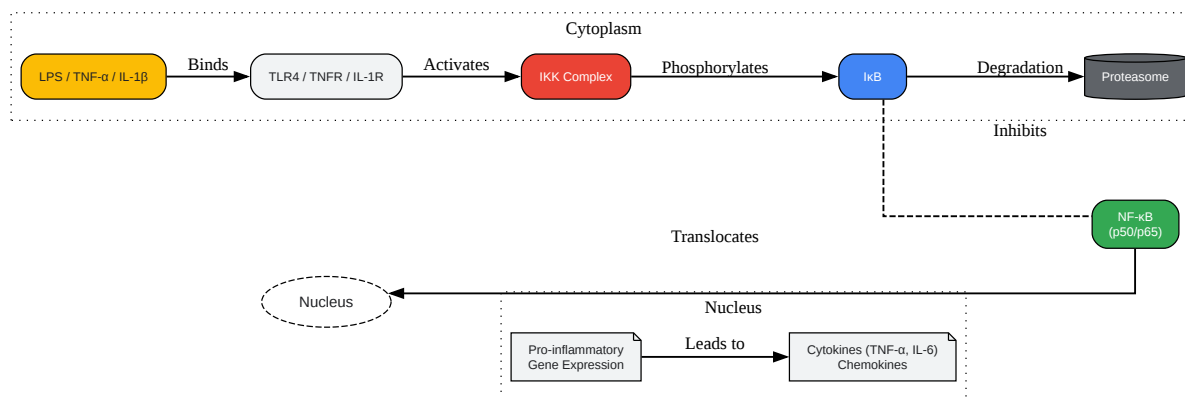 Cytoplasm
LPS / TNF-α / IL-1β
Binds
TLR4 / TNFR / IL-1R
Activates
IKK Complex
Phosphorylates
IκB
Degradation
Proteasome
Inhibits
NF-κB
(p50/p65)
Translocates
Nucleus
Nucleus
Pro-inflammatory
Gene Expression
Leads to
Cytokines (TNF-α, IL-6)
Chemokines